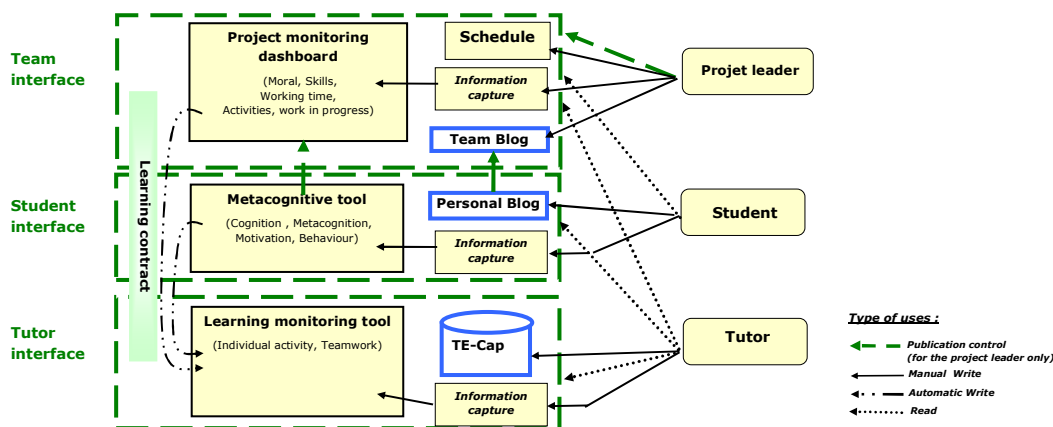 Team
interface
Project monitoring
dashboard
(Moral, Skills,
Working time,
Activities, work in progress)
Schedule
Information
capture
Team Blog
Projet leader
Learning contract
Student
interface
Metacognitive tool
(Cognition , Metacognition,
Motivation, Behaviour)
Personal Blog
Information
capture
Student
Tutor
interface
Learning monitoring tool
(Individual activity, Teamwork)
TE-Cap
Information
capture
Tutor
Type of uses :
Publication control
(for the project leader only)
Manual Write
Automatic Write
Read